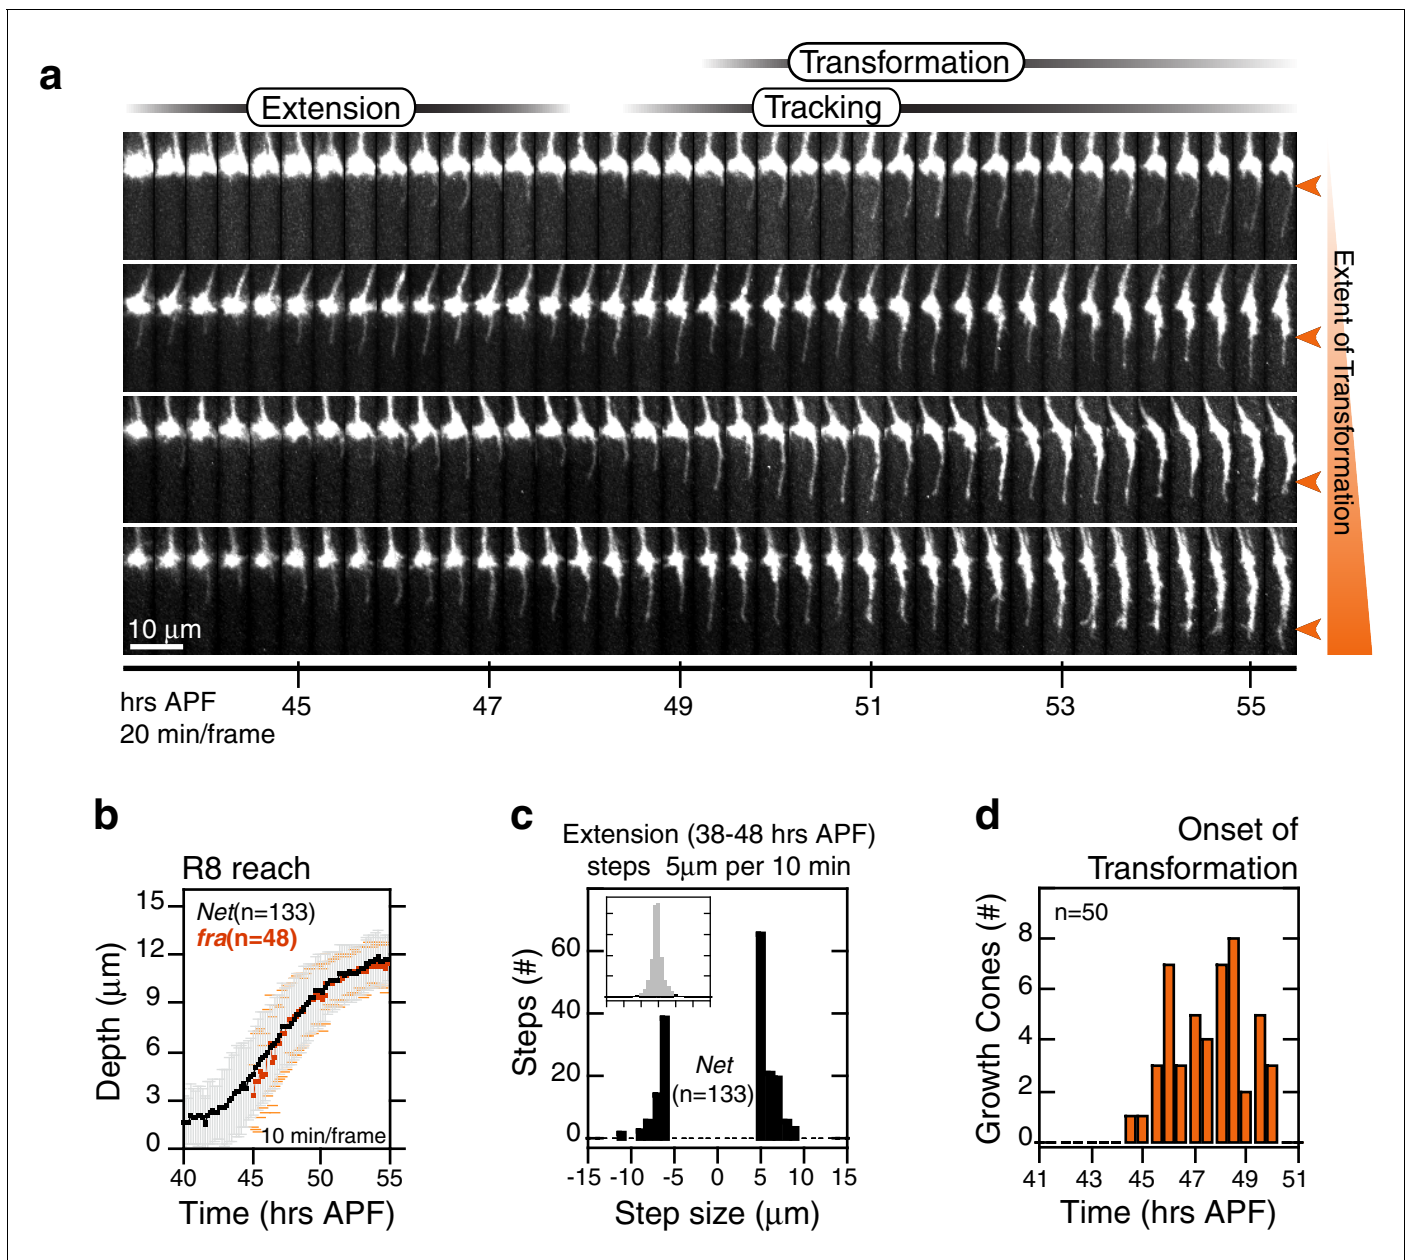 a
Transformation
Extension
Tracking
Extent of Transformation
10 μm
hrs APF
45
47
49
51
53
55
20 min/frame
b
R8 reach
Net(n=133)
fra(n=48)
15
12
9
6
3
0
Depth (μm)
10 min/frame
40
45
50
55
Time (hrs APF)
c
Extension (38-48 hrs APF)
steps 5μm per 10 min
60
40
20
0
Steps (#)
Net
(n=133)
-15
-10
-5
0
5
10
15
Step size (μm)
d
Onset of
Transformation
n=50
8
6
4
2
0
Growth Cones (#)
41
43
45
47
49
51
Time (hrs APF)